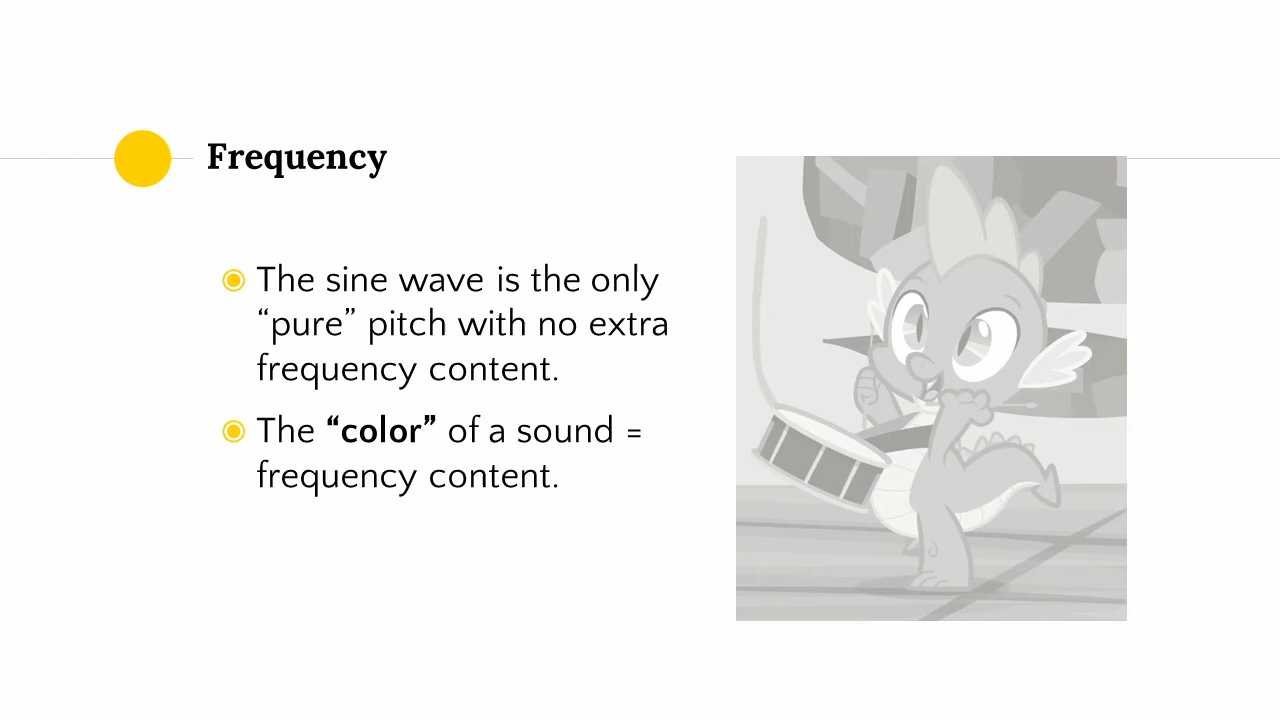 Frequency
The sine wave is the only
“pure” pitch with no extra
frequency content.
The “color” of a sound =
frequency content.